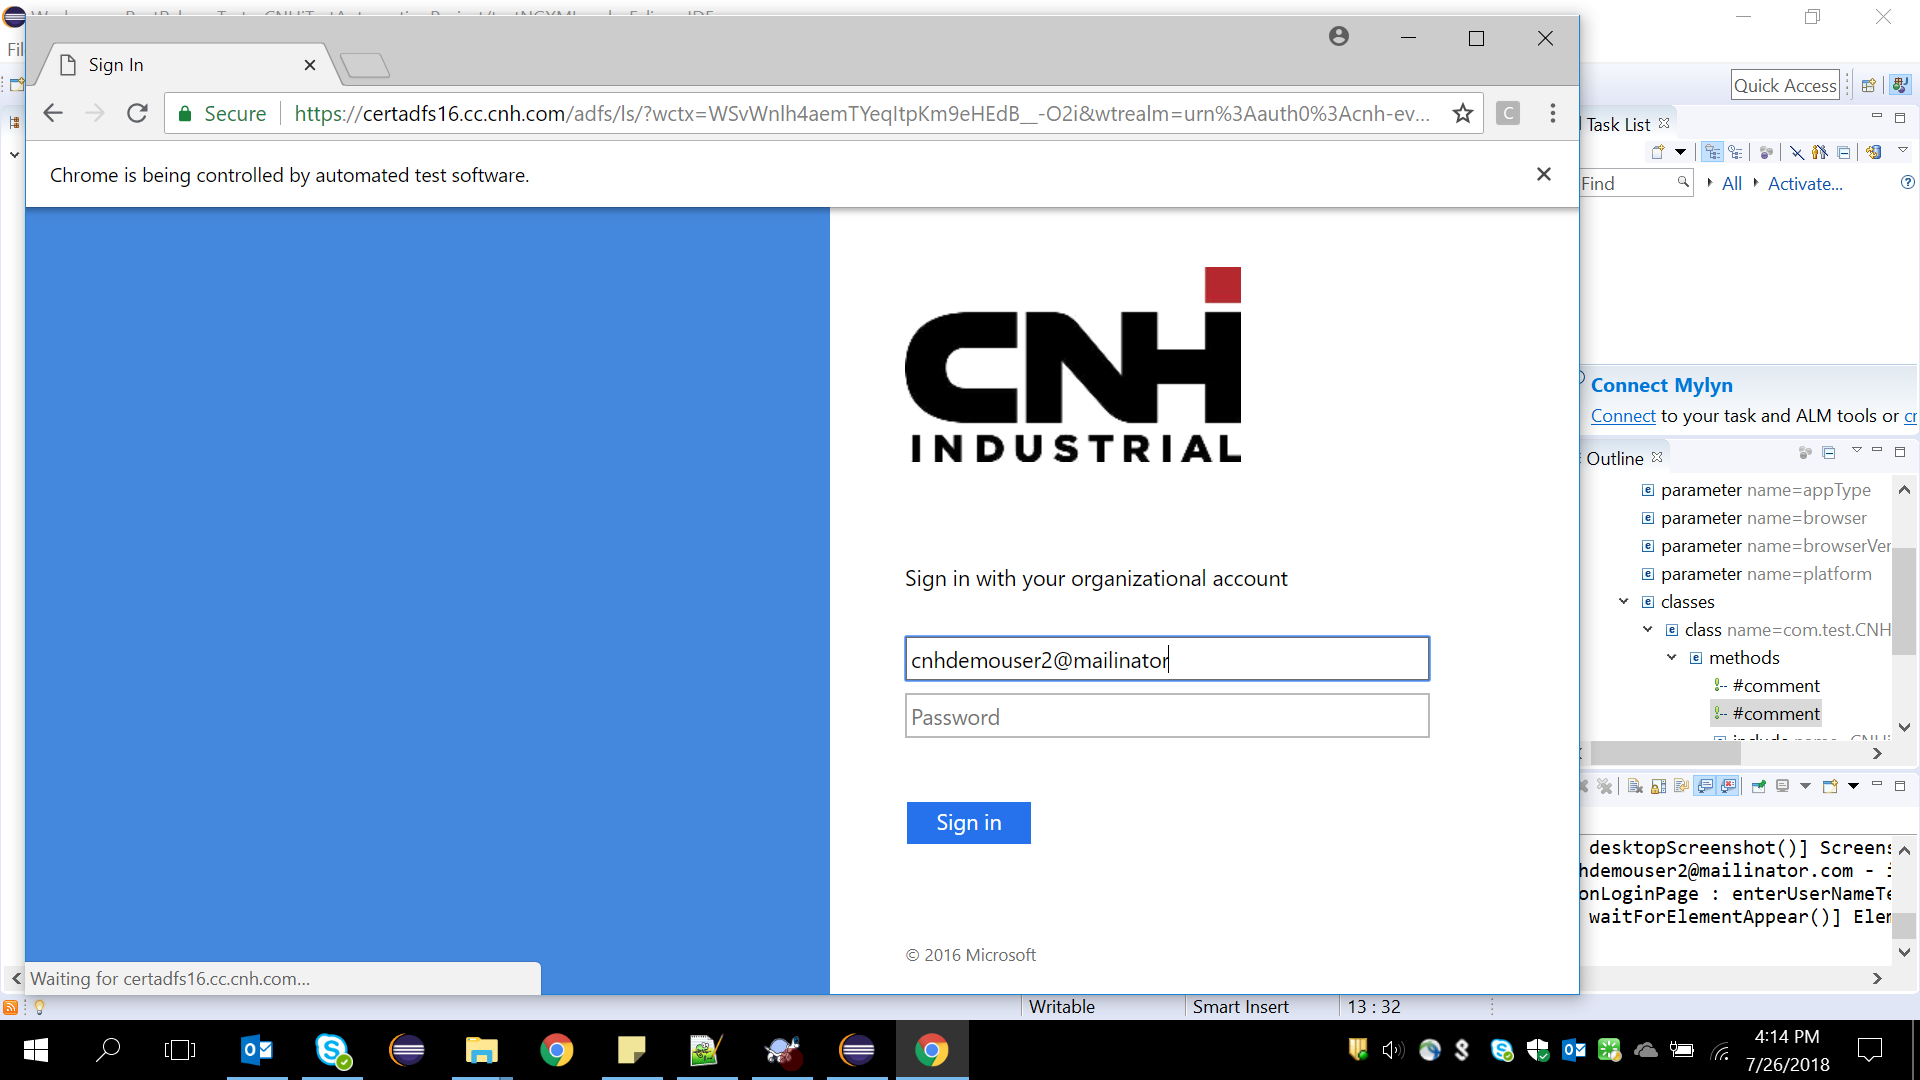 Sign In
Secure
https://certadfs16.cc.cnh.com/adfs/ls/?wctx=WSvWnlh4aemTYeqItpKm9eHEdB__-O2i&wtrealm=urn%3Aauth0%3Acnh-ev...
C
Chrome is being controlled by automated test software.
CNH
INDUSTRIAL
Sign in with your organizational account
cnhdemouser2@mailinator
Password
Sign in
© 2016 Microsoft
Waiting for certadfs16.cc.cnh.com...
Quick Access
Task List
Find
All
Activate...
Connect Mylyn
Connect to your task and ALM tools or cr
Outline
parameter name=appType
parameter name=browser
parameter name=browserVer
parameter name=platform
classes
class name=com.test.CNH
methods
#comment
#comment
desktopScreenshot()] Screens
hdemouser2@mailinator.com - i
onLoginPage : enterUserNameTe
waitForElementAppear()] Elem
Writable
Smart Insert
13 : 32
4:14 PM
7/26/2018